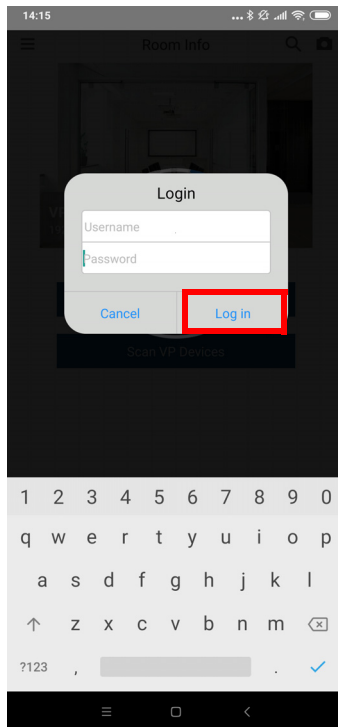 14:15
Room Info
VP
Login
Username
Password
Cancel
Log in
Scan VP Devices
1 2 3 4 5 6 7 8 9 0
q w e r t y u i o p
a s d f g h j k l
z x c v b n m
?123 , .